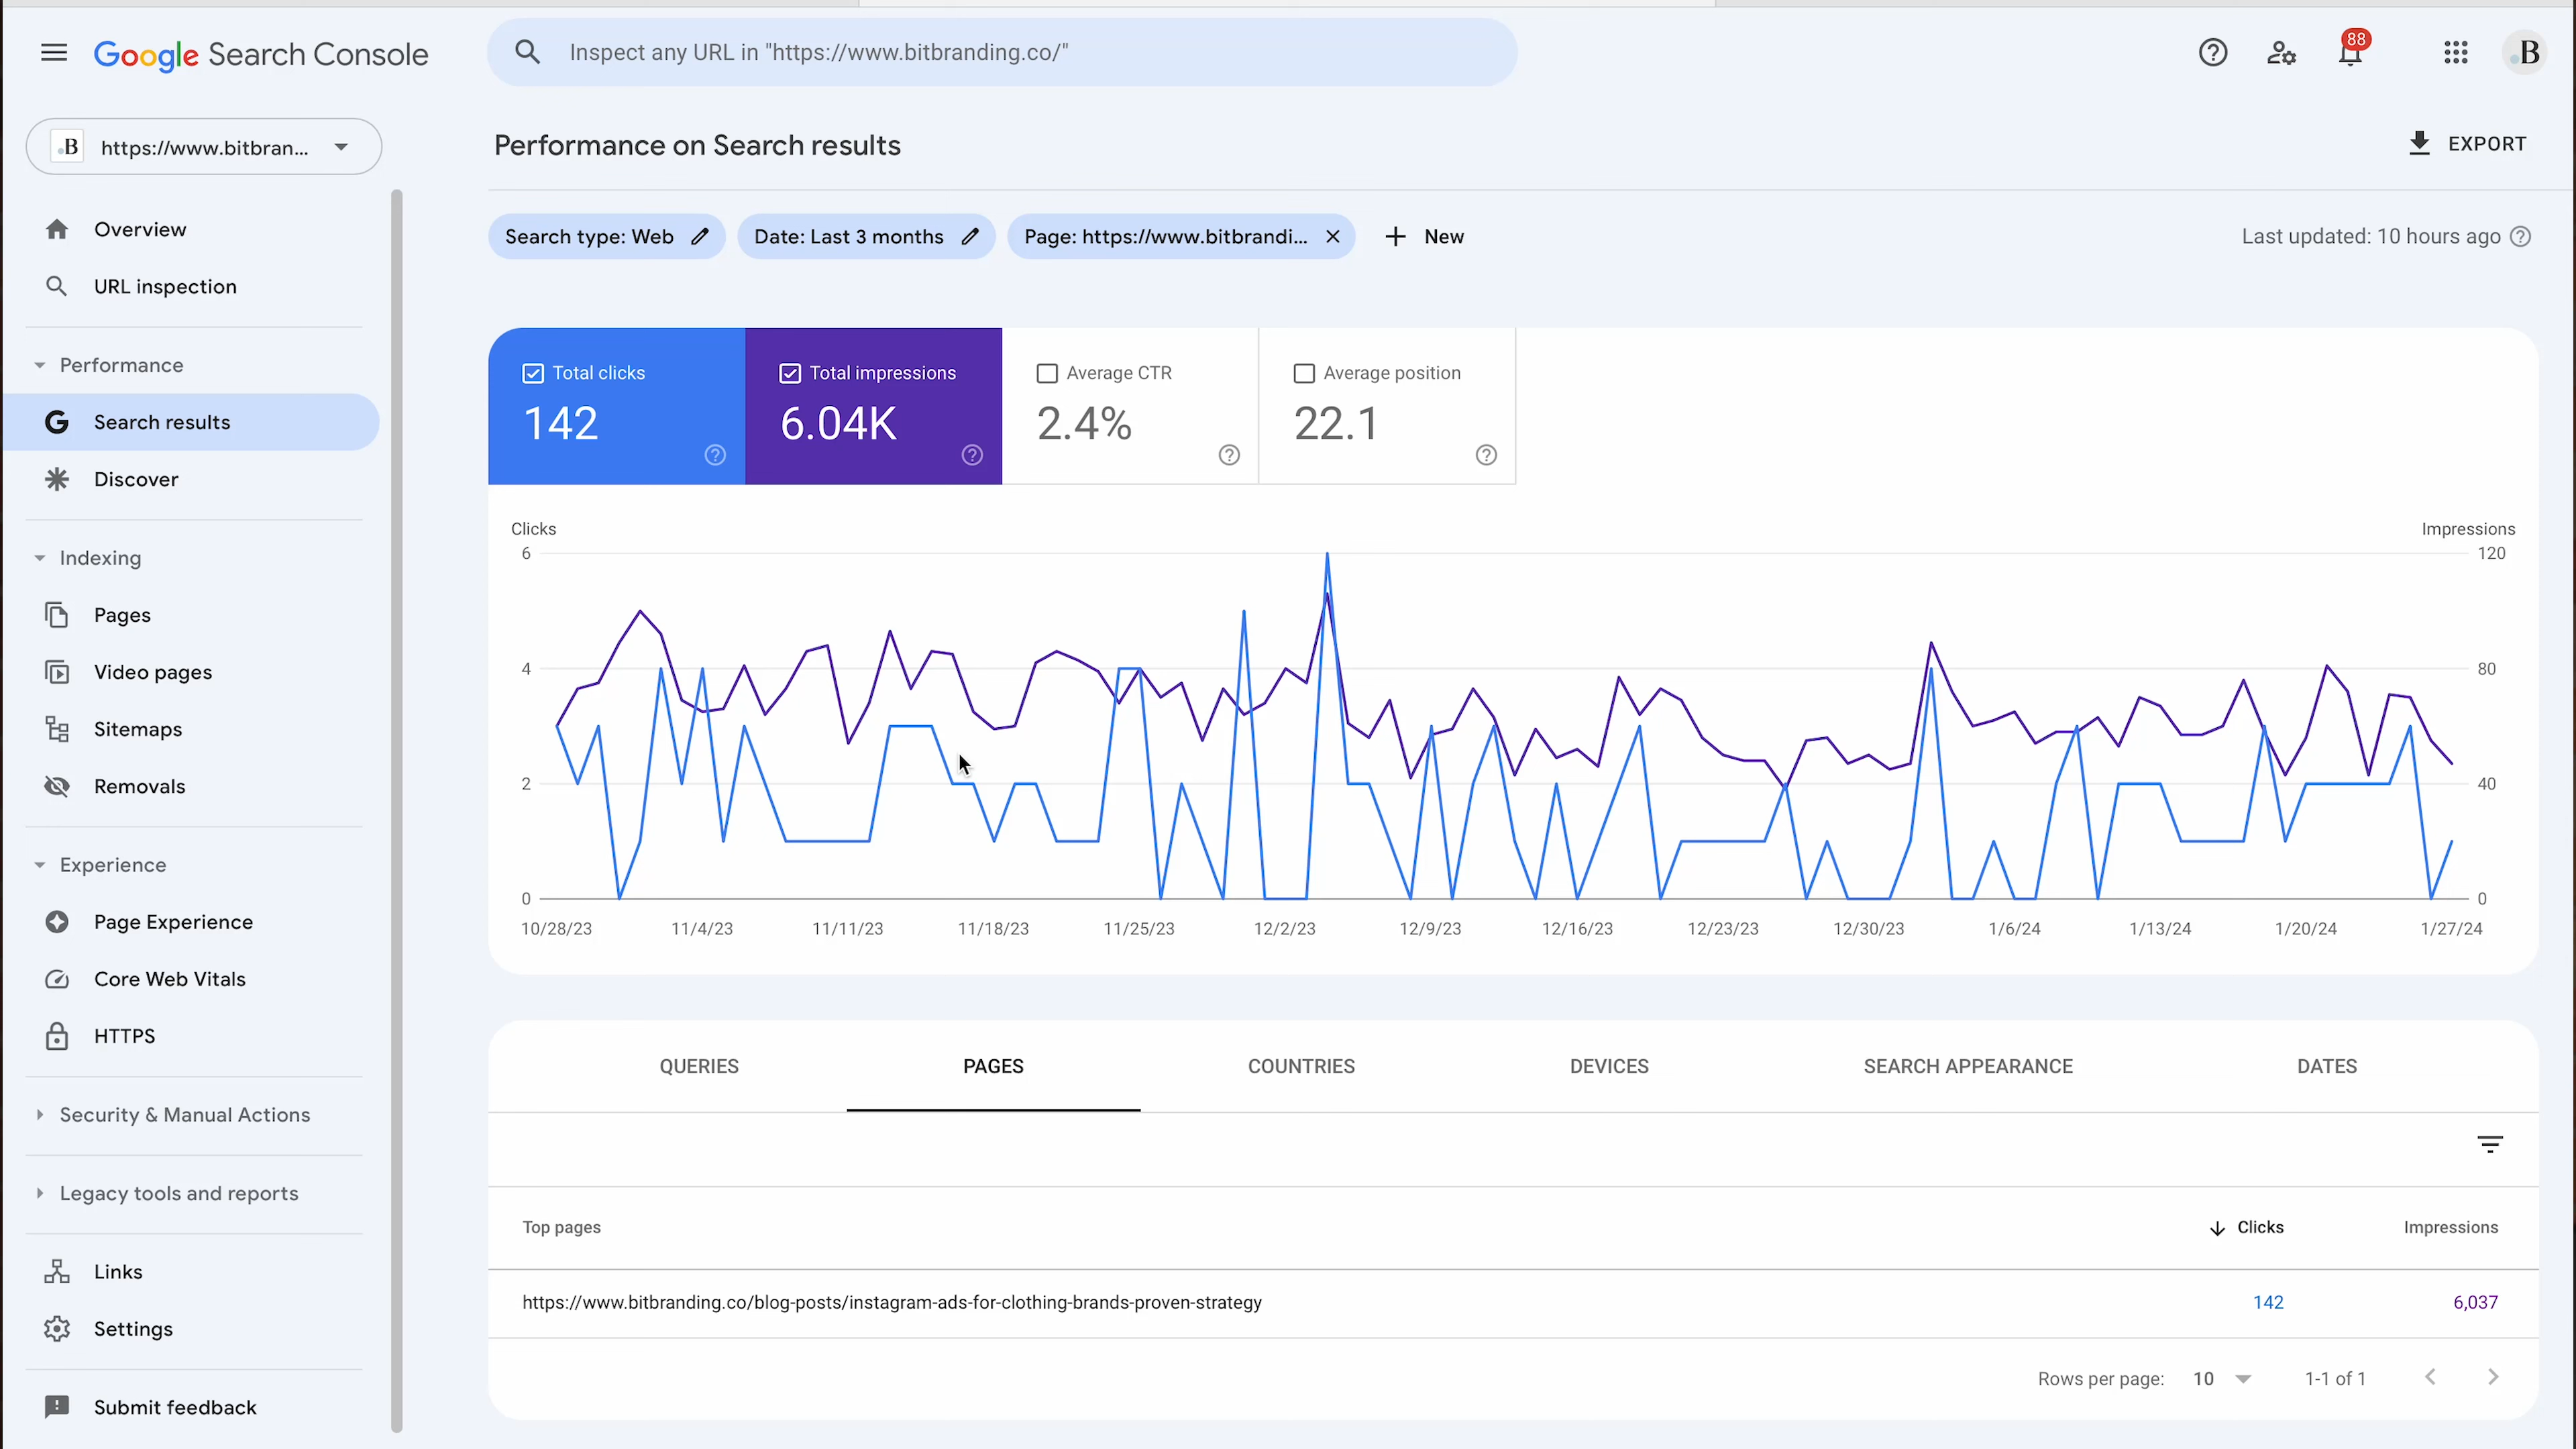 Google Search Console
Inspect any URL in "https://www.bitbranding.co/"
88
.B
.B
https://www.bitbran...
Performance on Search results
EXPORT
Overview
URL inspection
Performance
Search results
Discover
Indexing
Pages
Video pages
Sitemaps
Removals
Experience
Page Experience
Core Web Vitals
HTTPS
Security & Manual Actions
Legacy tools and reports
Links
Settings
Submit feedback
Search type: Web
Date: Last 3 months
Page: https://www.bitbrandi...
New
Last updated: 10 hours ago
Total clicks
142
Total impressions
6.04K
Average CTR
2.4%
Average position
22.1
Clicks
Impressions
6
4
2
0
120
80
40
0
10/28/23
11/4/23
11/11/23
11/18/23
11/25/23
12/2/23
12/9/23
12/16/23
12/23/23
12/30/23
1/6/24
1/13/24
1/20/24
1/27/24
QUERIES
PAGES
COUNTRIES
DEVICES
SEARCH APPEARANCE
DATES
Top pages
Clicks
Impressions
https://www.bitbranding.co/blog-posts/instagram-ads-for-clothing-brands-proven-strategy
142
6,037
Rows per page:
10
1-1 of 1